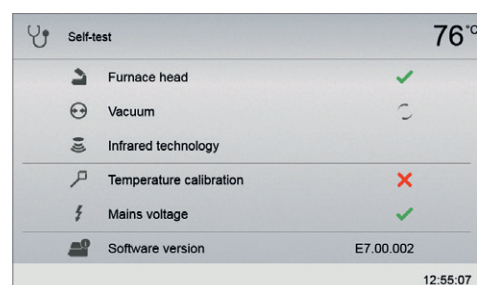 Self-test 76°C
Furnace head
Vacuum
Infrared technology
Temperature calibration
Mains voltage
Software version E7.00.002
12:55:07